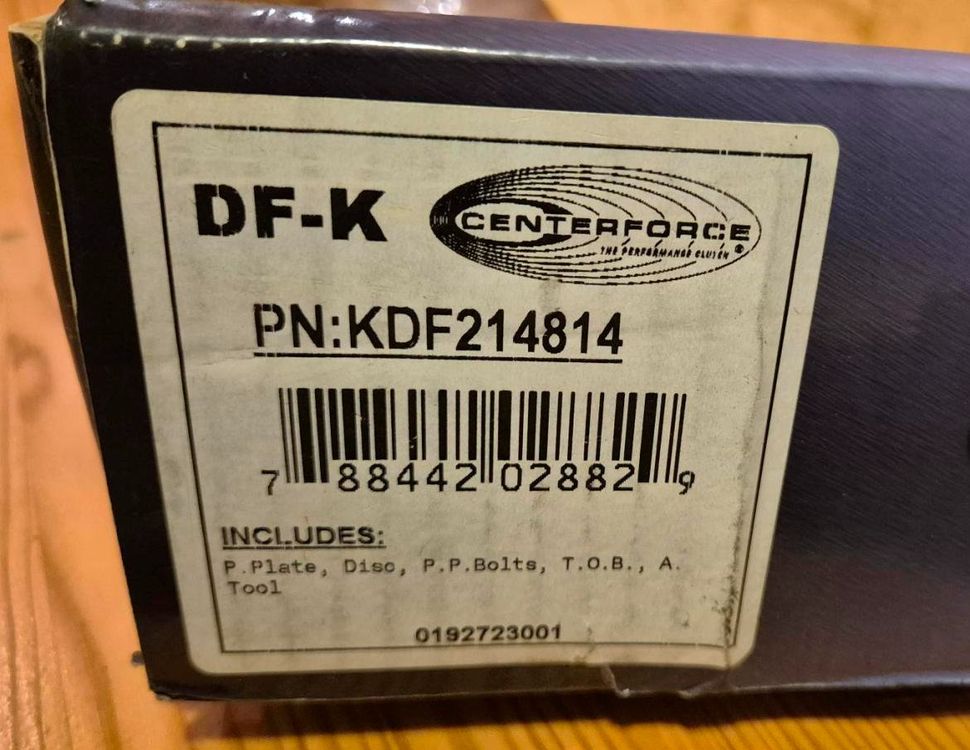 DF-K
CENTERFORCE®
THE PERFORMANCE CLUTCH
PN:KDF214814
7 88442 02882 9
INCLUDES:
P.Plate, Disc, P.P.Bolts, T.O.B., A.
Tool
0192723001